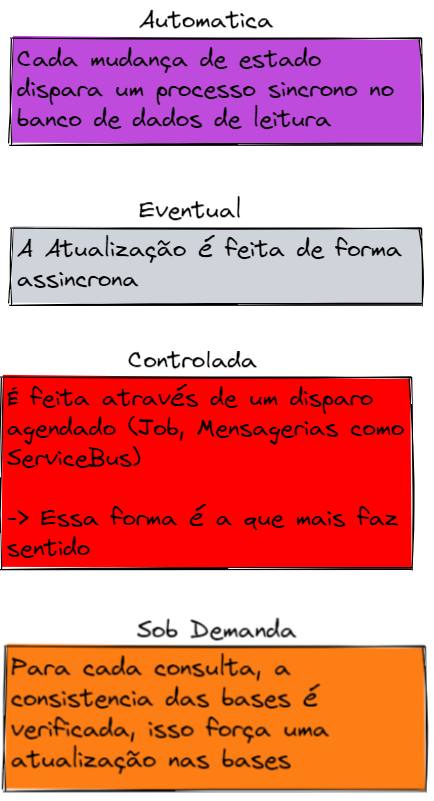 Automatica
Cada mudança de estado
dispara um processo sincrono no
banco de dados de leitura
Eventual
A Atualização é feita de forma
assincrona
Controlada
É feita através de um disparo
agendado (Job, Mensagerias como
ServiceBus)
-> Essa forma é a que mais faz
sentido
Sob Demanda
Para cada consulta, a
consistencia das bases é
verificada, isso força uma
atualização nas bases